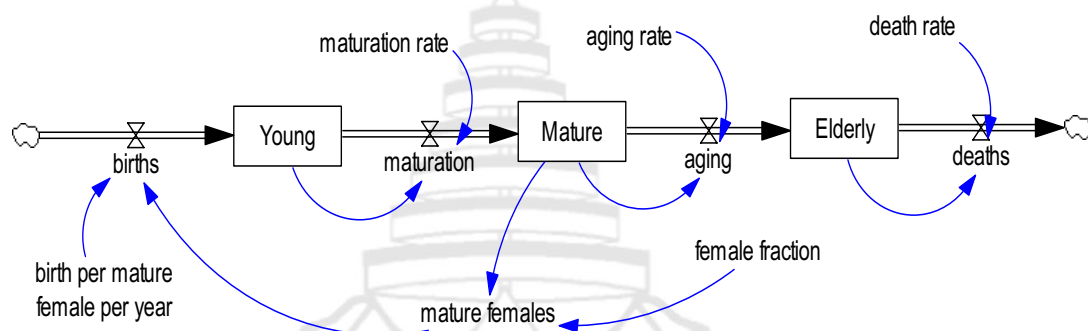 maturation rate
aging rate
death rate
Young
Mature
Elderly
births
maturation
aging
deaths
birth per mature
female per year
female fraction
mature females